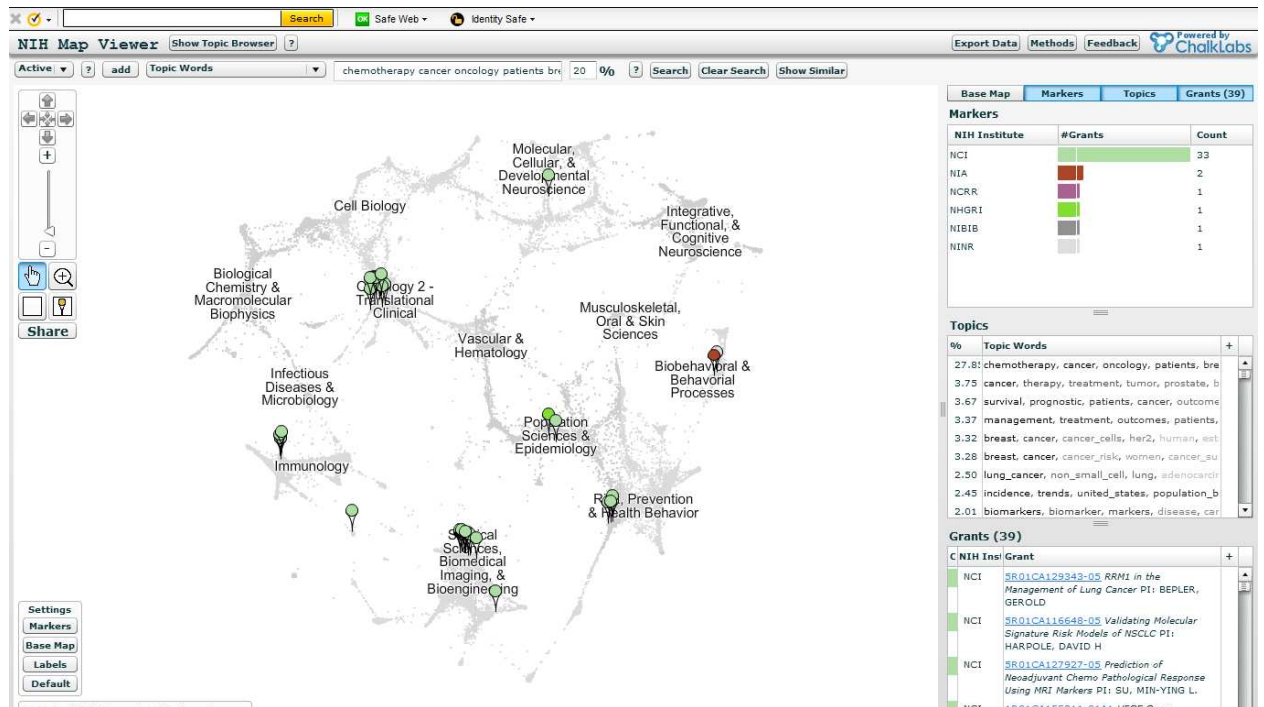 Search OK Safe Web Identity Safe
NIH Map Viewer Show Topic Browser ? Export Data Methods Feedback Powered by ChalkLabs
Active ? add Topic Words chemotherapy cancer oncology patients bre 20 % ? Search Clear Search Show Similar
+
-
Share
Molecular,
Cellular, &
Developmental
Neuroscience
Cell Biology
Integrative,
Functional, &
Cognitive
Neuroscience
Biological
Chemistry &
Macromolecular
Biophysics
Oncology 2 -
Translational
Clinical
Musculoskeletal,
Oral & Skin
Sciences
Vascular &
Hematology
Biobehavioral &
Behavorial
Processes
Infectious
Diseases &
Microbiology
Population
Sciences &
Epidemiology
Immunology
Risk, Prevention
& Health Behavior
Surgical
Sciences,
Biomedical
Imaging, &
Bioengineering
Settings
Markers
Base Map
Labels
Default
Base Map Markers Topics Grants (39)
Markers
NIH Institute #Grants Count
NCI 33
NIA 2
NCRR 1
NHGRI 1
NIBIB 1
NINR 1
Topics
% Topic Words +
27.8 chemotherapy, cancer, oncology, patients, bre
3.75 cancer, therapy, treatment, tumor, prostate, b
3.67 survival, prognostic, patients, cancer, outcome
3.37 management, treatment, outcomes, patients,
3.32 breast, cancer, cancer_cells, her2, human, est
3.28 breast, cancer, cancer_risk, women, cancer_su
2.50 lung_cancer, non_small_cell, lung, adenocarcir
2.45 incidence, trends, united_states, population_b
2.01 biomarkers, biomarker, markers, disease, car
Grants (39)
C NIH Inst Grant +
NCI 5R01CA129343-05 RRM1 in the
Management of Lung Cancer PI: BEPLER,
GEROLD
NCI 5R01CA116648-05 Validating Molecular
Signature Risk Models of NSCLC PI:
HARPOLE, DAVID H
NCI 5R01CA127927-05 Prediction of
Neoadjuvant Chemo Pathological Response
Using MRI Markers PI: SU, MIN-YING L.